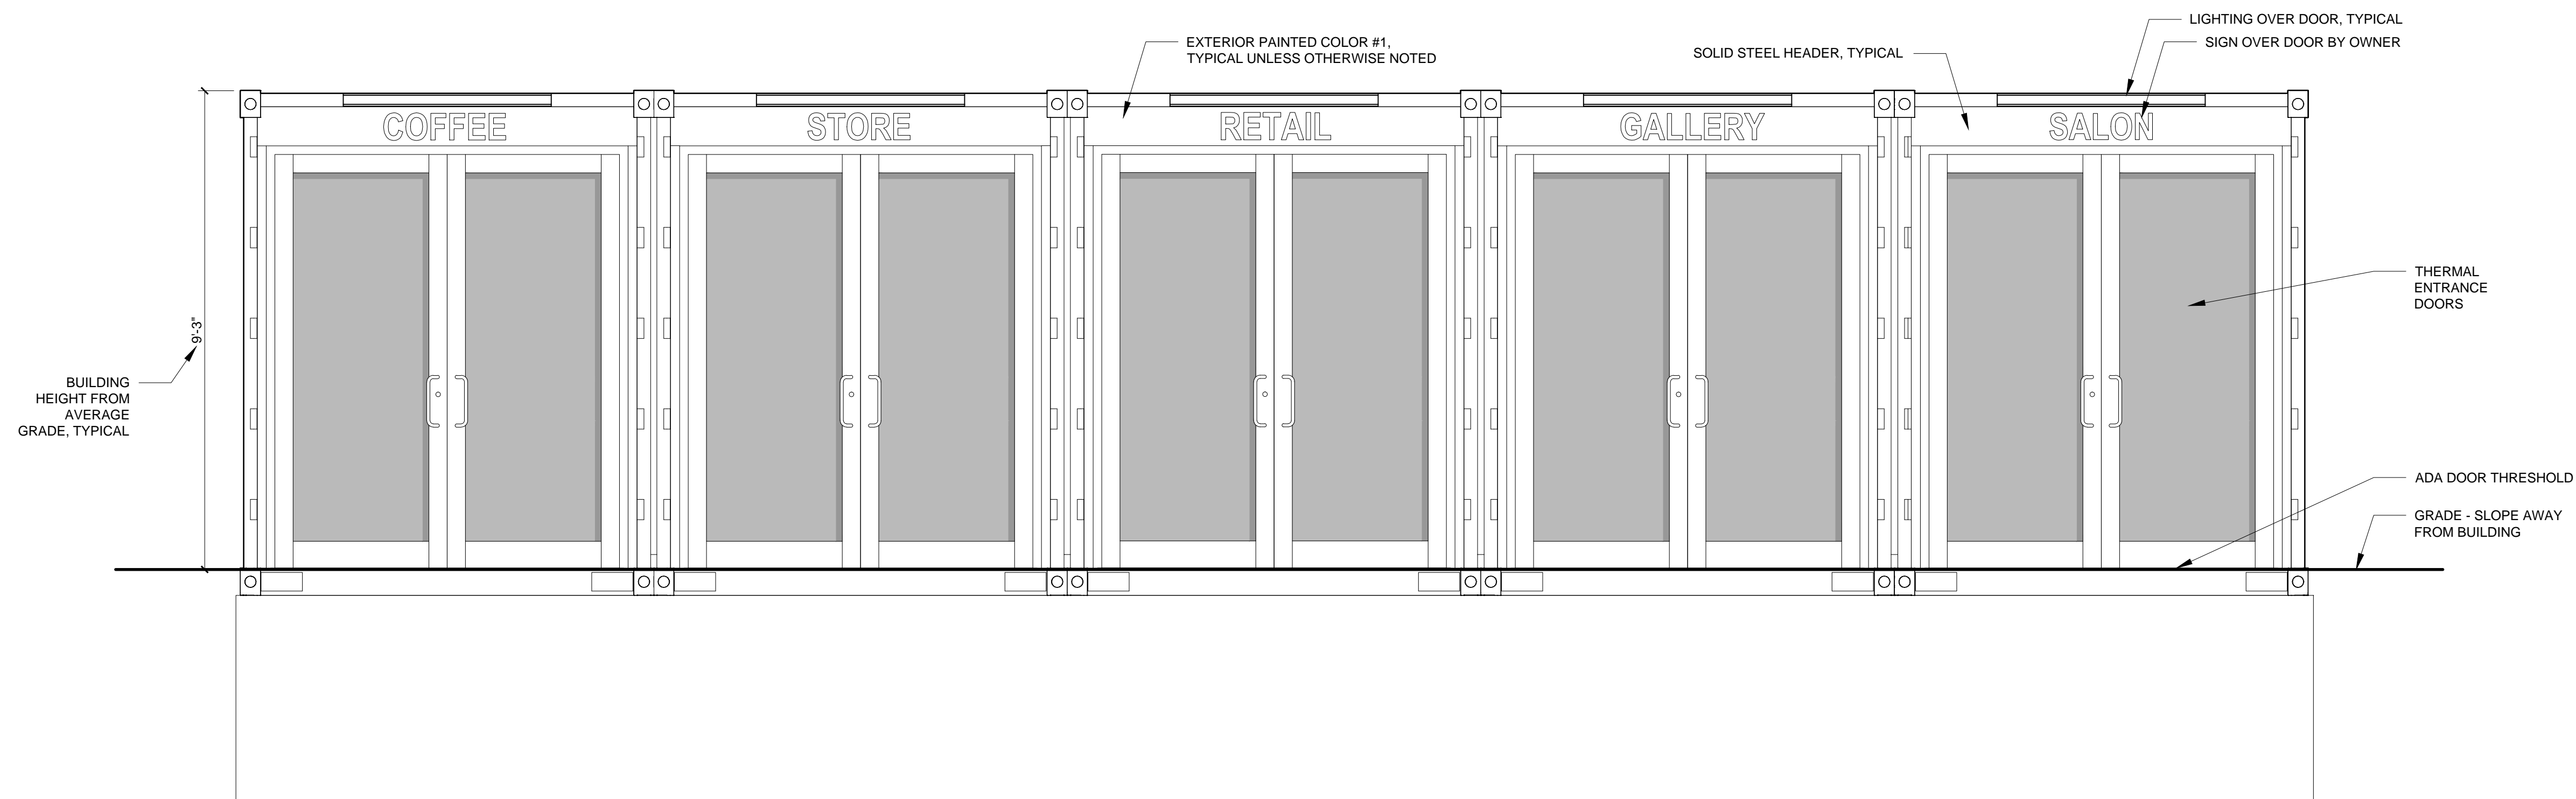 LIGHTING OVER DOOR, TYPICAL
SIGN OVER DOOR BY OWNER
EXTERIOR PAINTED COLOR #1,
TYPICAL UNLESS OTHERWISE NOTED
SOLID STEEL HEADER, TYPICAL
COFFEE
STORE
RETAIL
GALLERY
SALON
THERMAL
ENTRANCE
DOORS
9'-3"
BUILDING
HEIGHT FROM
AVERAGE
GRADE, TYPICAL
ADA DOOR THRESHOLD
GRADE - SLOPE AWAY
FROM BUILDING